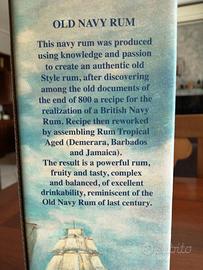 OLD NAVY RUM
This navy rum was produced
using knowledge and passion
to create an authentic old
Style rum, after discovering
among the old documents of
the end of 800 a recipe for the
realization of a British Navy
Rum. Recipe then reworked
by assembling Rum Tropical
Aged (Demerara, Barbados
and Jamaica).
The result is a powerful rum,
fruity and tasty, complex
and balanced, of excellent
drinkability, reminiscent of the
Old Navy Rum of last century.
subito